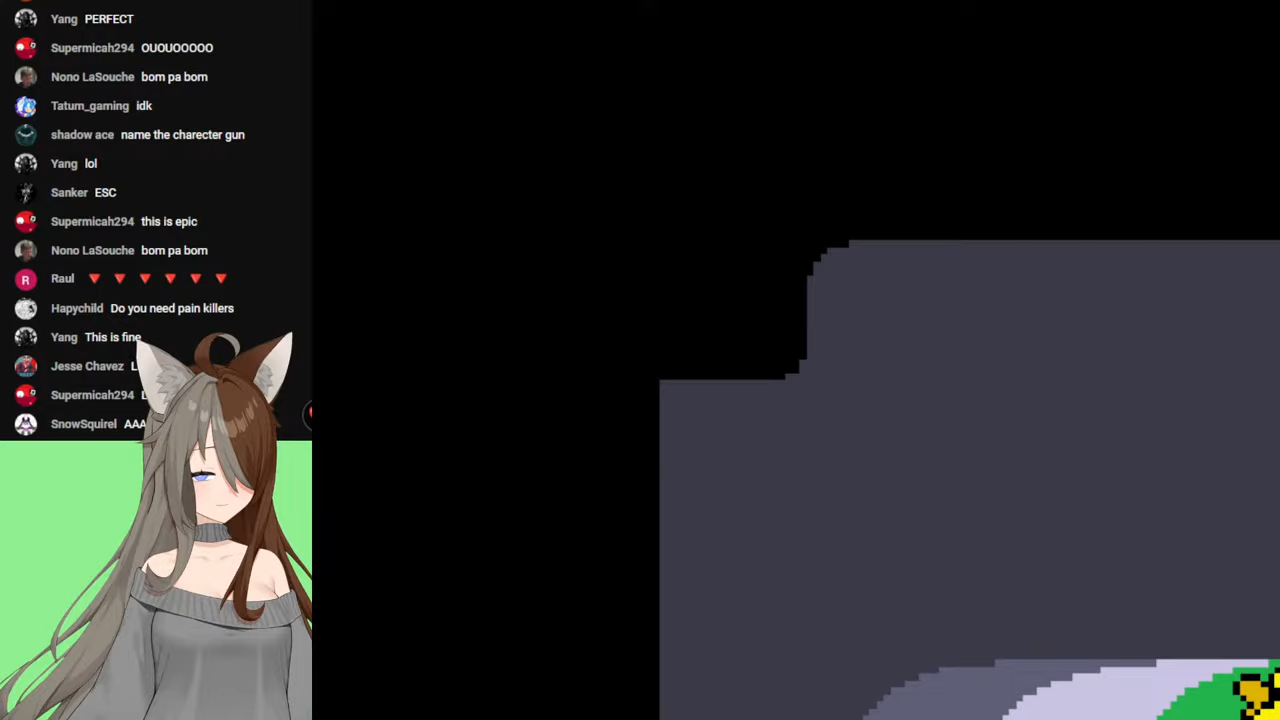 Yang PERFECT
Supermicah294 OUOUOOOOO
Nono LaSouche bom pa bom
Tatum_gaming idk
shadow ace name the charecter gun
Yang lol
Sanker ESC
Supermicah294 this is epic
Nono LaSouche bom pa bom
R Raul
Hapychild Do you need pain killers
Yang This is fine
Jesse Chavez
Supermicah294
SnowSquirel